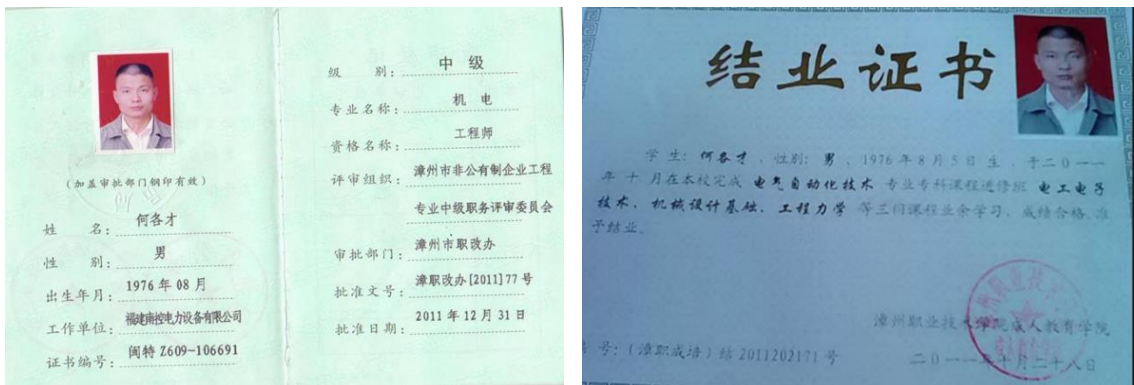 (加盖审批部门钢印有效)
姓 名: 何各才
性 别: 男
出生年月: 1976年08月
工作单位: 福建南控电力设备有限公司
证书编号: 闽特Z609-106691
级 别: 中 级
专业名称: 机 电
资格名称: 工程师
评审组织: 漳州市非公有制企业工程
专业中级职务评审委员会
审批部门: 漳州市职改办
批准文号: 漳职改办[2011]77号
批准日期: 2011年12月31日
结业证书
学生: 何各才 , 性别: 男 , 1976年8月5日生 , 于二〇一一
年十月在本校完成 电气自动化技术 专业专科课程进修班 电工电子
技术、机械设计基础、工程力学 等三门课程业余学习, 成绩合格, 准
予结业。
漳州职业技术学院成人教育学院
号: (漳职成培) 结2011202171号
二〇一一年十月二十八日